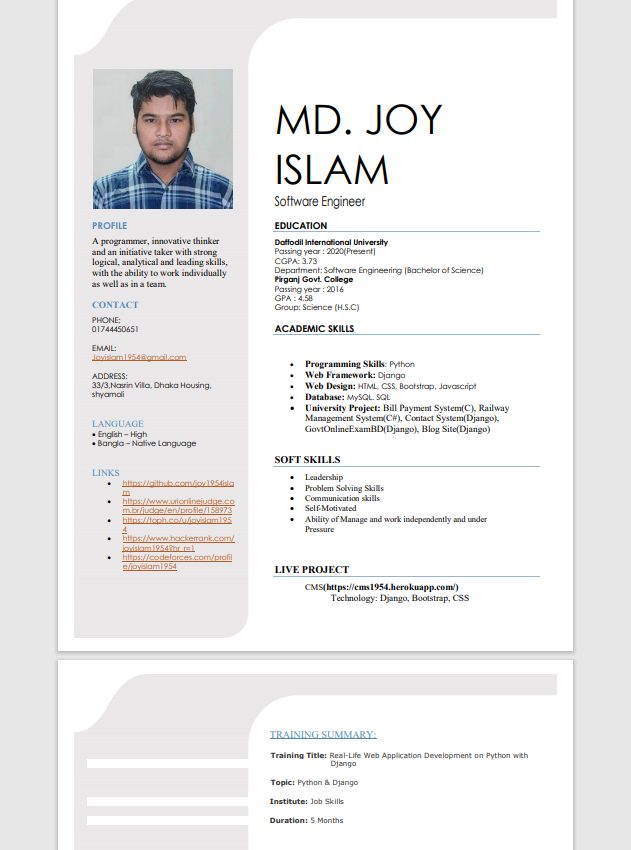 MD. JOY
ISLAM
Software Engineer
PROFILE
A programmer, innovative thinker
and an initiative taker with strong
logical, analytical and leading skills,
with the ability to work individually
as well as in a team.
CONTACT
PHONE:
01744450651
EMAIL:
Joyislam1954@gmail.com
ADDRESS:
33/3,Nasrin Villa, Dhaka Housing,
shyamoli
LANGUAGE
• English – High
• Bangla – Native Language
LINKS
• https://github.com/joy1954isla
m
• https://www.urionlinejudge.co
m.br/judge/en/profile/158973
• https://toph.co/u/joyislam195
4
• https://www.hackerrank.com/
joyislam1954?hr_r=1
• https://codeforces.com/profil
e/joyislam1954
EDUCATION
Daffodil International University
Passing year : 2020(Present)
CGPA: 3.73
Department: Software Engineering (Bachelor of Science)
Pirganj Govt. College
Passing year : 2016
GPA : 4.58
Group: Science (H.S.C)
ACADEMIC SKILLS
• Programming Skills: Python
• Web Framework: Django
• Web Design: HTML, CSS, Bootstrap, Javascript
• Database: MySQL. SQL
• University Project: Bill Payment System(C), Railway
Management System(C#), Contact System(Django),
GovtOnlineExamBD(Django), Blog Site(Django)
SOFT SKILLS
• Leadership
• Problem Solving Skills
• Communication skills
• Self-Motivated
• Ability of Manage and work independently and under
Pressure
LIVE PROJECT
CMS(https://cms1954.herokuapp.com/)
Technology: Django, Bootstrap, CSS
TRAINING SUMMARY:
Training Title: Real-Life Web Application Development on Python with
Django
Topic: Python & Django
Institute: Job Skills
Duration: 5 Months